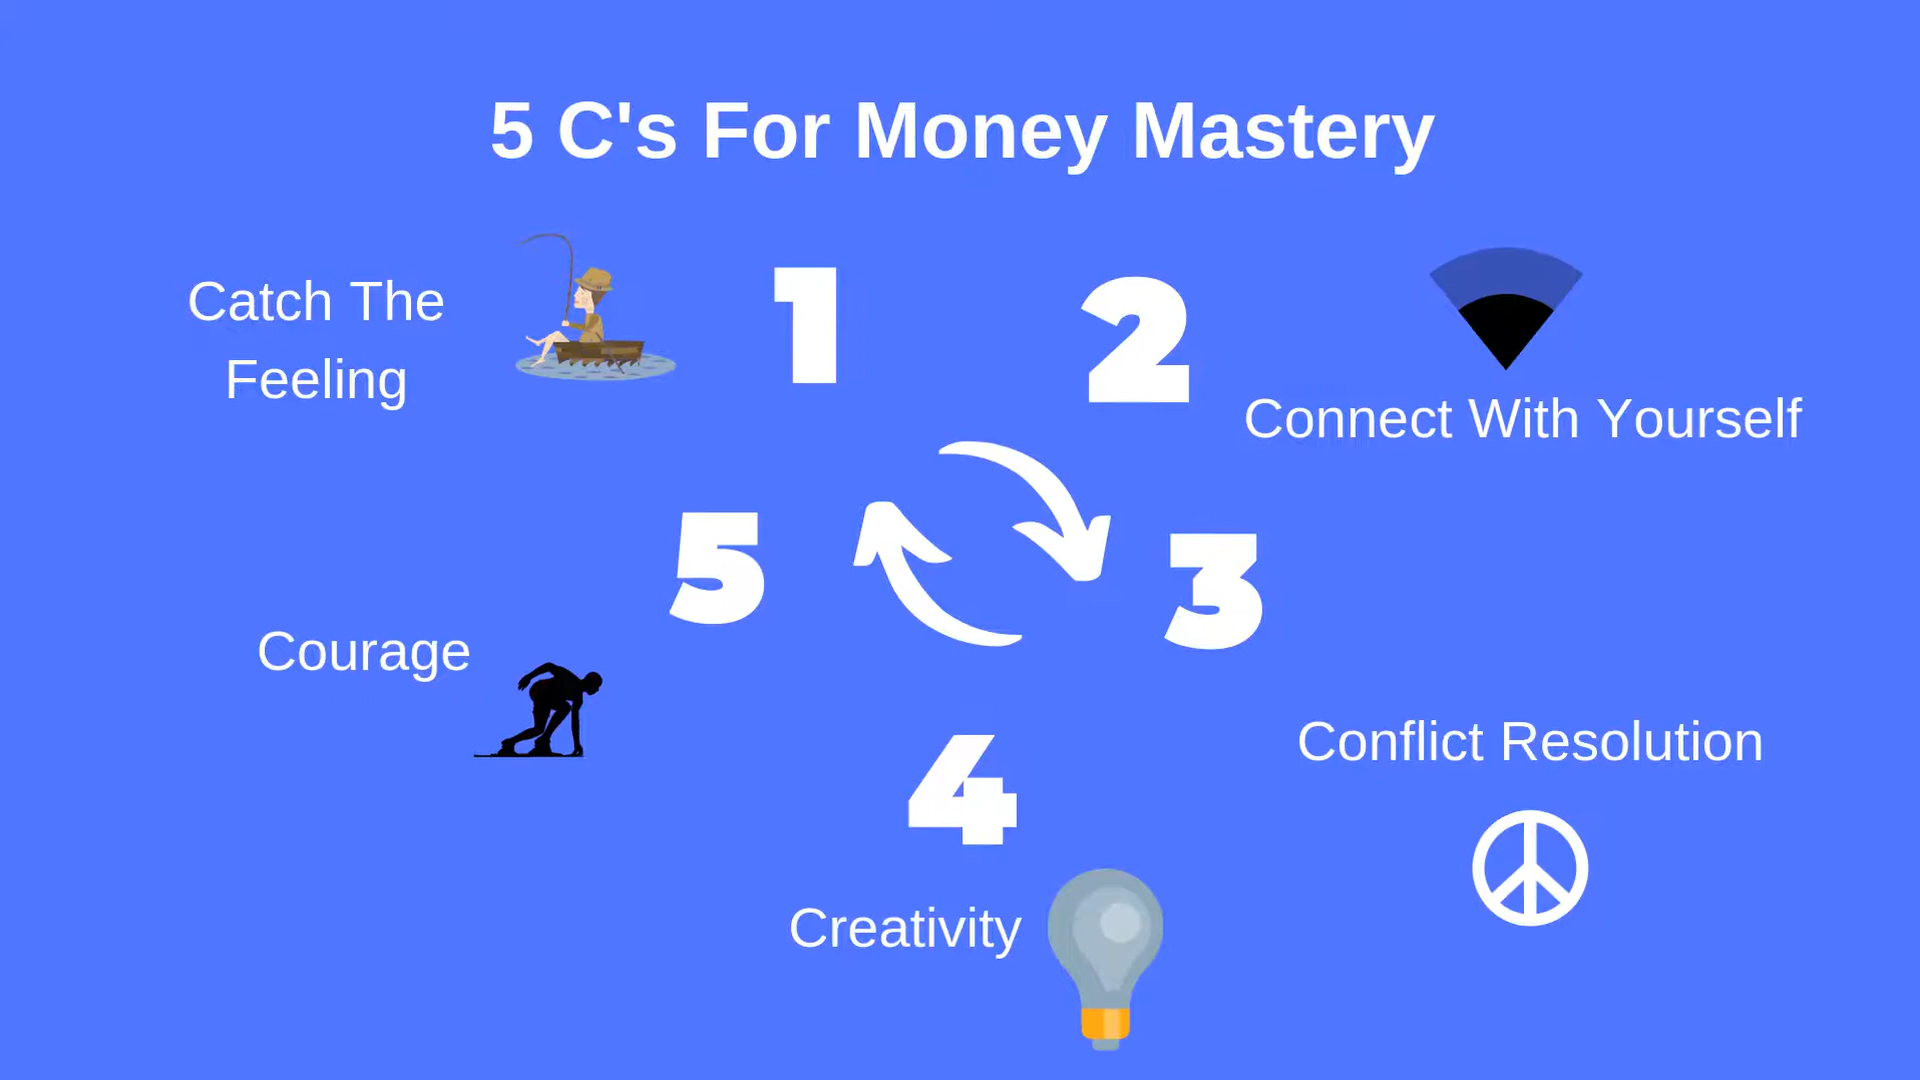 5 C's For Money Mastery
Catch The
Feeling
1
2
Connect With Yourself
5
3
Courage
Conflict Resolution
4
Creativity